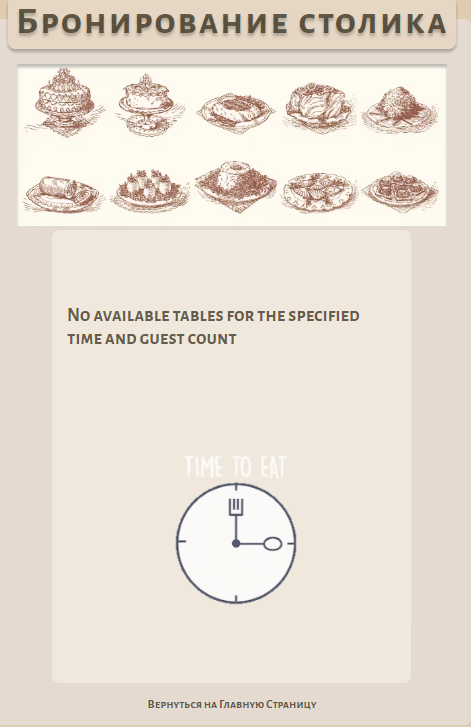 Бронирование столика
No available tables for the specified
time and guest count
TIME TO EAT
Вернуться на Главную Страницу